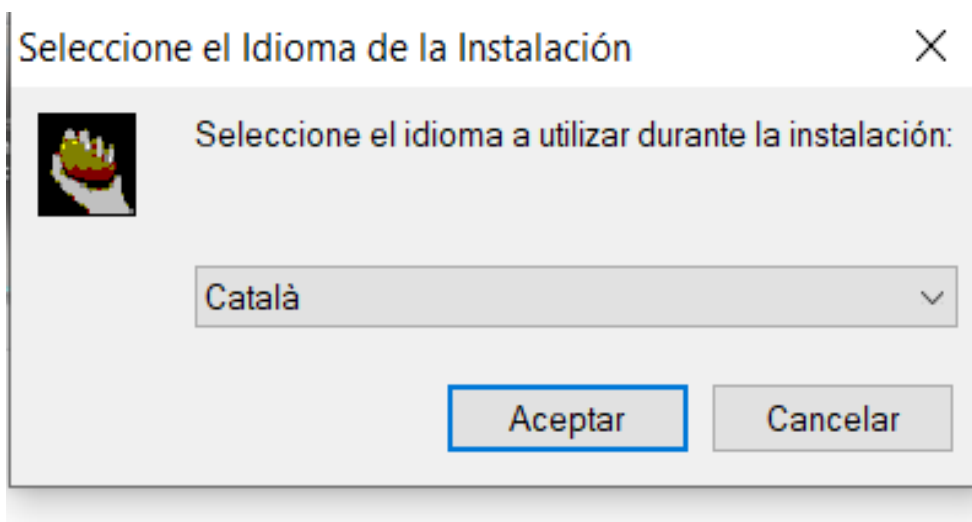 Seleccione el Idioma de la Instalación
Seleccione el idioma a utilizar durante la instalación:
Català
Aceptar
Cancelar